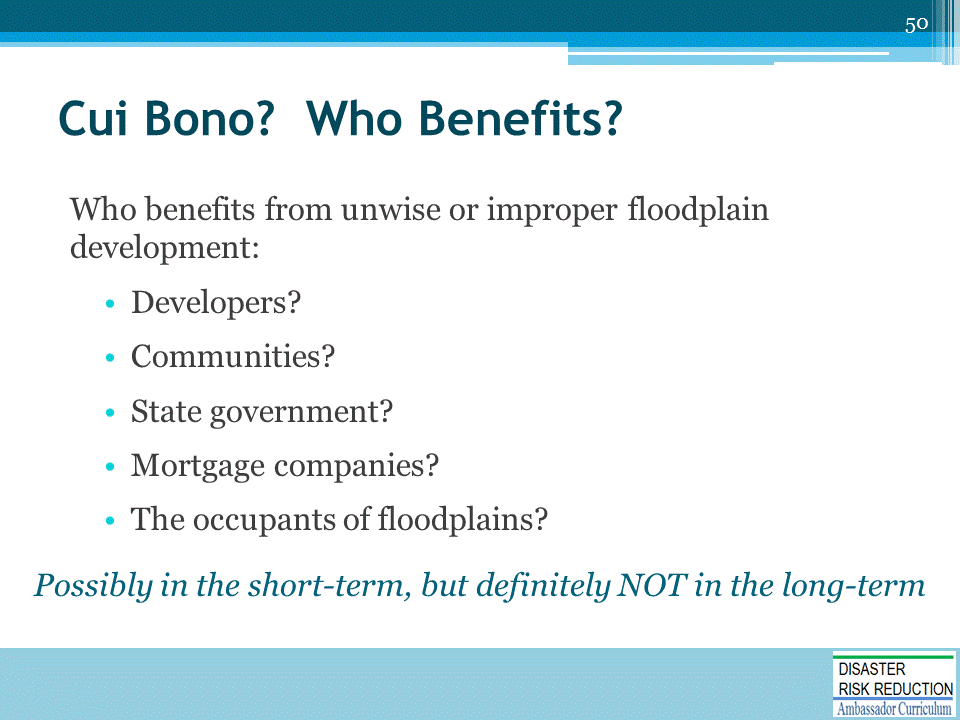 50
Cui Bono? Who Benefits?
Who benefits from unwise or improper floodplain
development:
• Developers?
• Communities?
• State government?
• Mortgage companies?
• The occupants of floodplains?
Possibly in the short-term, but definitely NOT in the long-term
DISASTER
RISK REDUCTION
Ambassador Curriculum